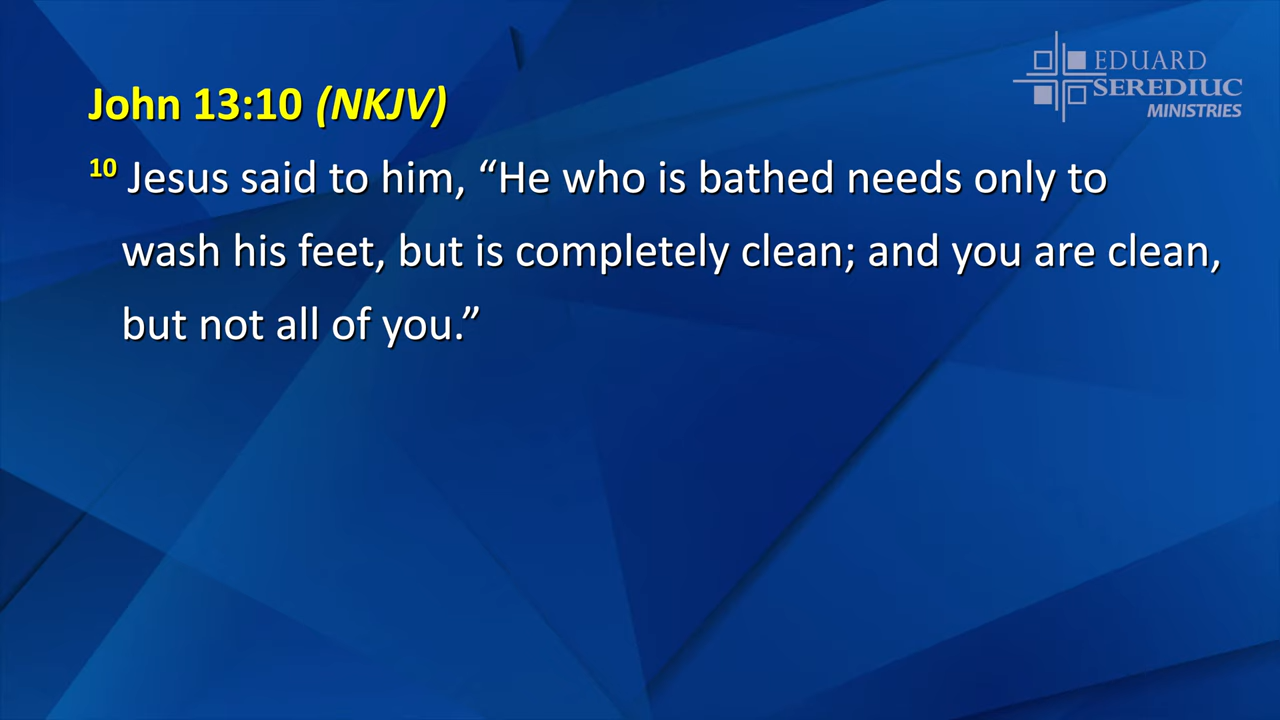 EDUARD
SEREDIUC
MINISTRIES
John 13:10 (NKJV)
10 Jesus said to him, “He who is bathed needs only to
wash his feet, but is completely clean; and you are clean,
but not all of you.”